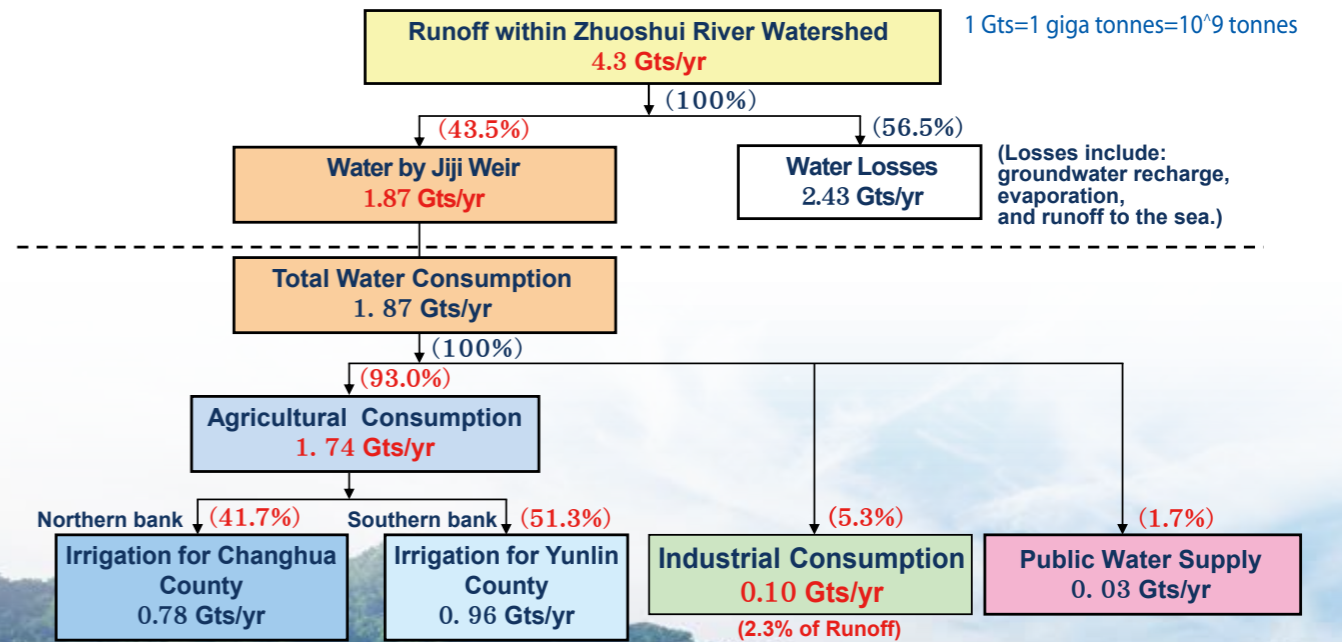 Runoff within Zhuoshui River Watershed
4.3 Gts/yr
1 Gts=1 giga tonnes=10^9 tonnes
(100%)
(43.5%)
(56.5%)
Water by Jiji Weir
1.87 Gts/yr
Water Losses
2.43 Gts/yr
(Losses include:
groundwater recharge,
evaporation,
and runoff to the sea.)
Total Water Consumption
1. 87 Gts/yr
(100%)
(93.0%)
Agricultural Consumption
1. 74 Gts/yr
Northern bank
(41.7%)
Southern bank
(51.3%)
(5.3%)
(1.7%)
Irrigation for Changhua
County
0.78 Gts/yr
Irrigation for Yunlin
County
0. 96 Gts/yr
Industrial Consumption
0.10 Gts/yr
(2.3% of Runoff)
Public Water Supply
0. 03 Gts/yr